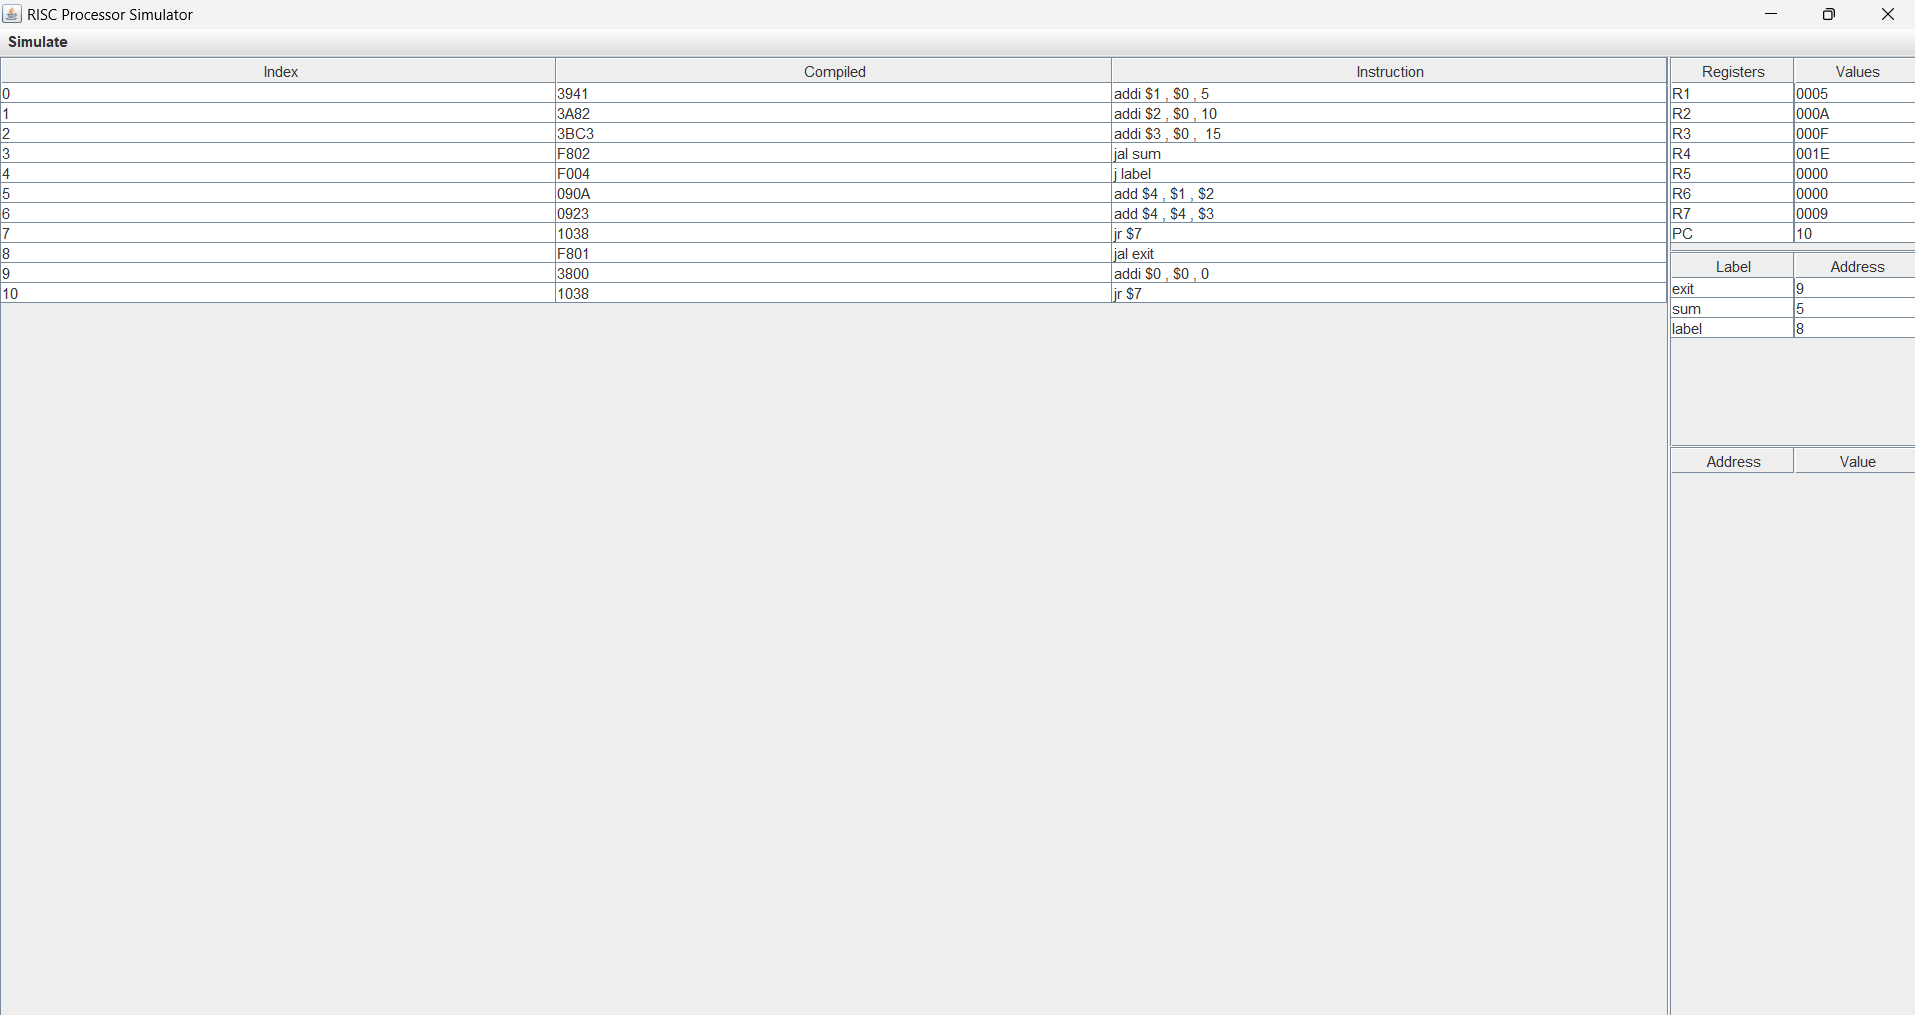 RISC Processor Simulator
Simulate
Index Compiled Instruction
0 3941 addi $1 , $0 , 5
1 3A82 addi $2 , $0 , 10
2 3BC3 addi $3 , $0 ,  15
3 F802 jal sum
4 F004 j label
5 090A add $4 , $1 , $2
6 0923 add $4 , $4 , $3
7 1038 jr $7
8 F801 jal exit
9 3800 addi $0 , $0 , 0
10 1038 jr $7
Registers Values
R1 0005
R2 000A
R3 000F
R4 001E
R5 0000
R6 0000
R7 0009
PC 10
Label Address
exit 9
sum 5
label 8
Address Value